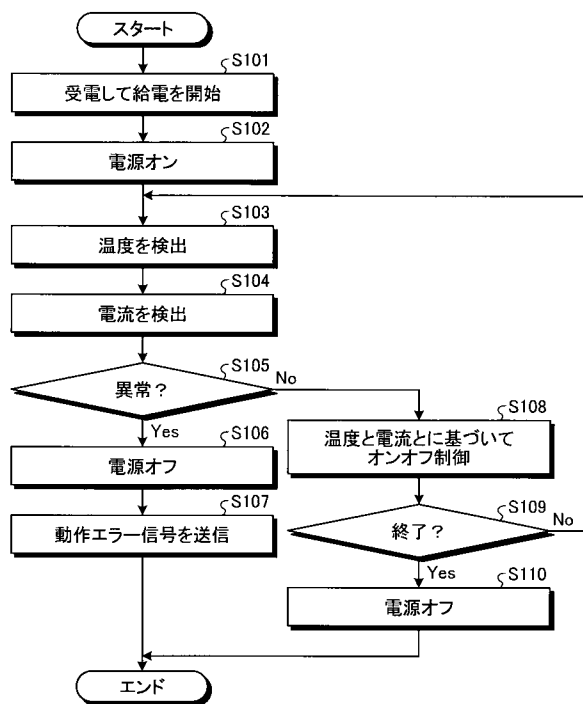 スタート
S101
受電して給電を開始
S102
電源オン
S103
温度を検出
S104
電流を検出
S105
異常?
No
Yes
S106
電源オフ
S107
動作エラー信号を送信
S108
温度と電流とに基づいて
オンオフ制御
S109
終了?
No
Yes
S110
電源オフ
エンド